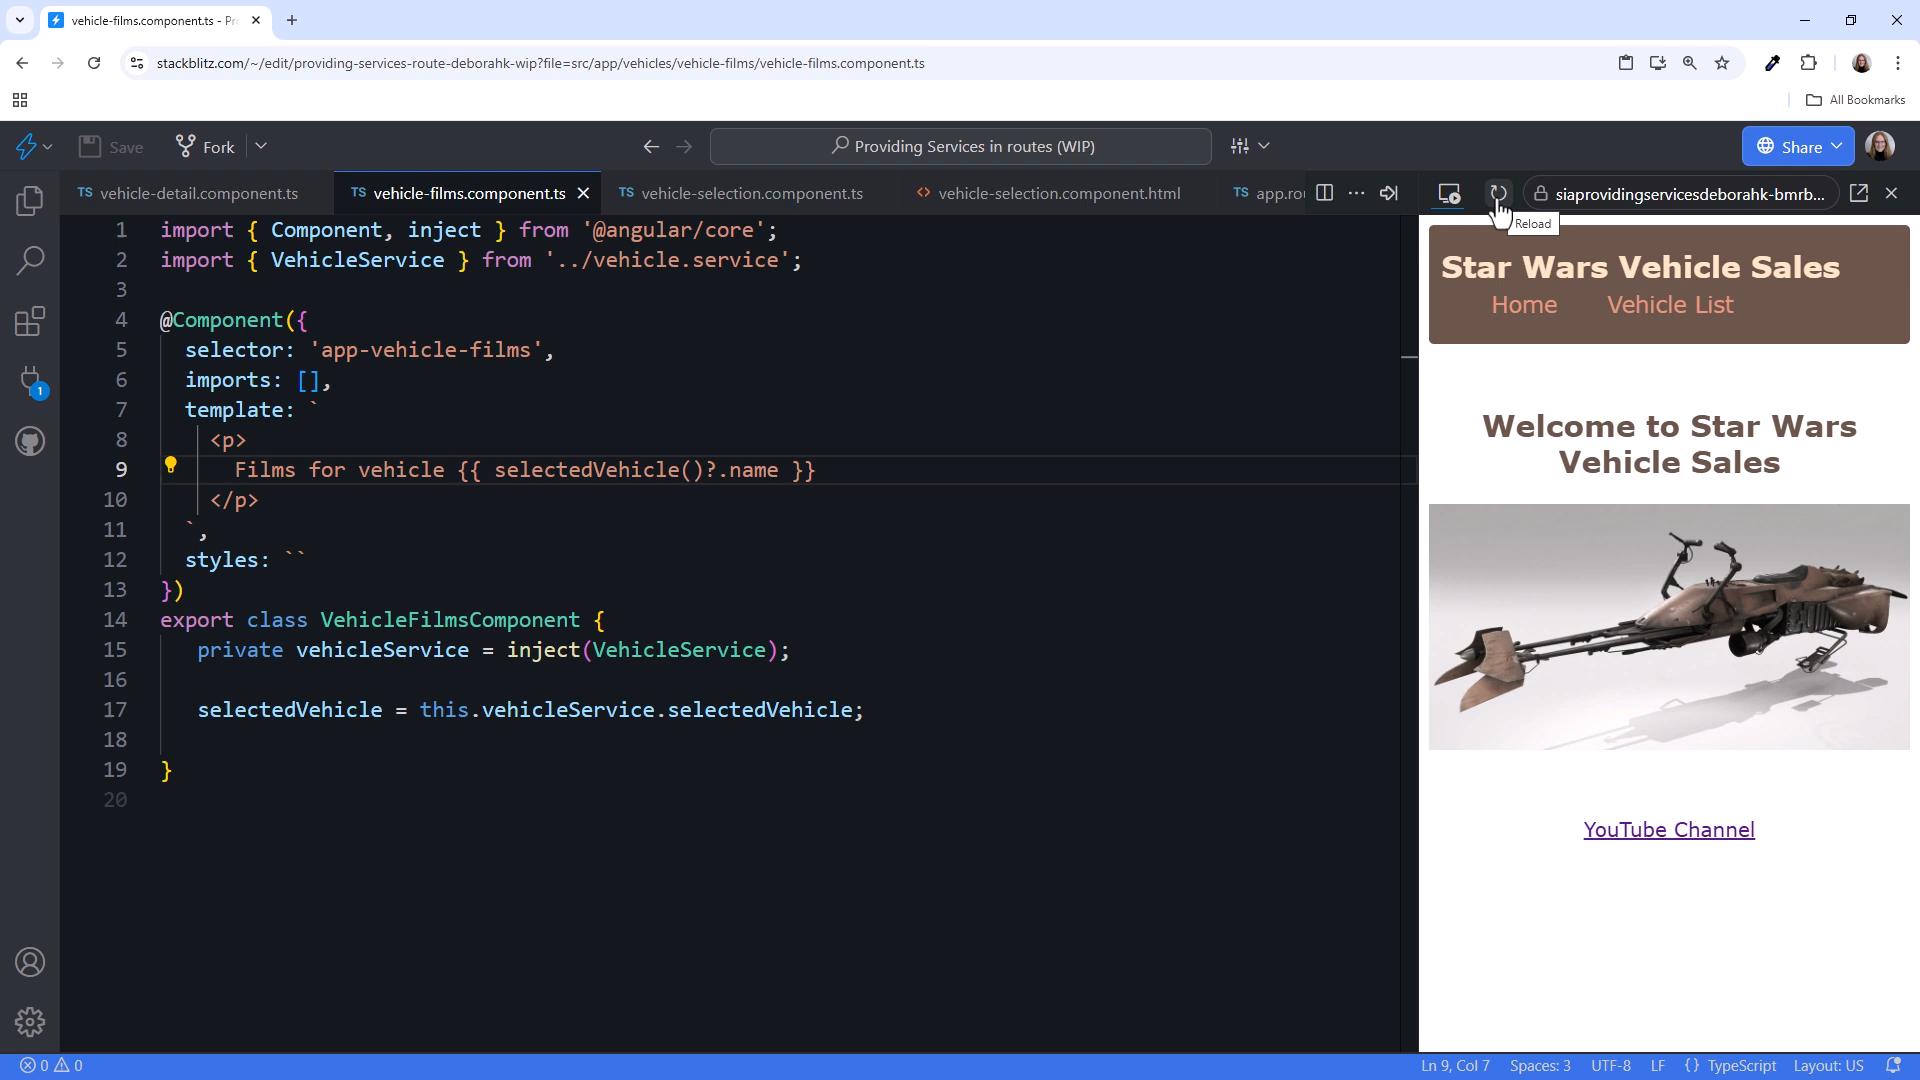 vehicle-films.component.ts - Pr
stackblitz.com/~/edit/providing-services-route-deborahk-wip?file=src/app/vehicles/vehicle-films/vehicle-films.component.ts
All Bookmarks
Save
Fork
Providing Services in routes (WIP)
Share
TS vehicle-detail.component.ts
TS vehicle-films.component.ts
TS vehicle-selection.component.ts
<> vehicle-selection.component.html
TS app.ro
siaprovidingservicesdeborahk-bmrb...
Reload
1 import { Component, inject } from '@angular/core';
2 import { VehicleService } from '../vehicle.service';
3
4 @Component({
5 selector: 'app-vehicle-films',
6 imports: [],
7 template: `
8 <p>
9 Films for vehicle {{ selectedVehicle()?.name }}
10 </p>
11 `,
12 styles: ``
13 })
14 export class VehicleFilmsComponent {
15 private vehicleService = inject(VehicleService);
16
17 selectedVehicle = this.vehicleService.selectedVehicle;
18
19 }
20
1
Star Wars Vehicle Sales
Home Vehicle List
Welcome to Star Wars
Vehicle Sales
YouTube Channel
0 0
Ln 9, Col 7 Spaces: 3 UTF-8 LF {} TypeScript Layout: US